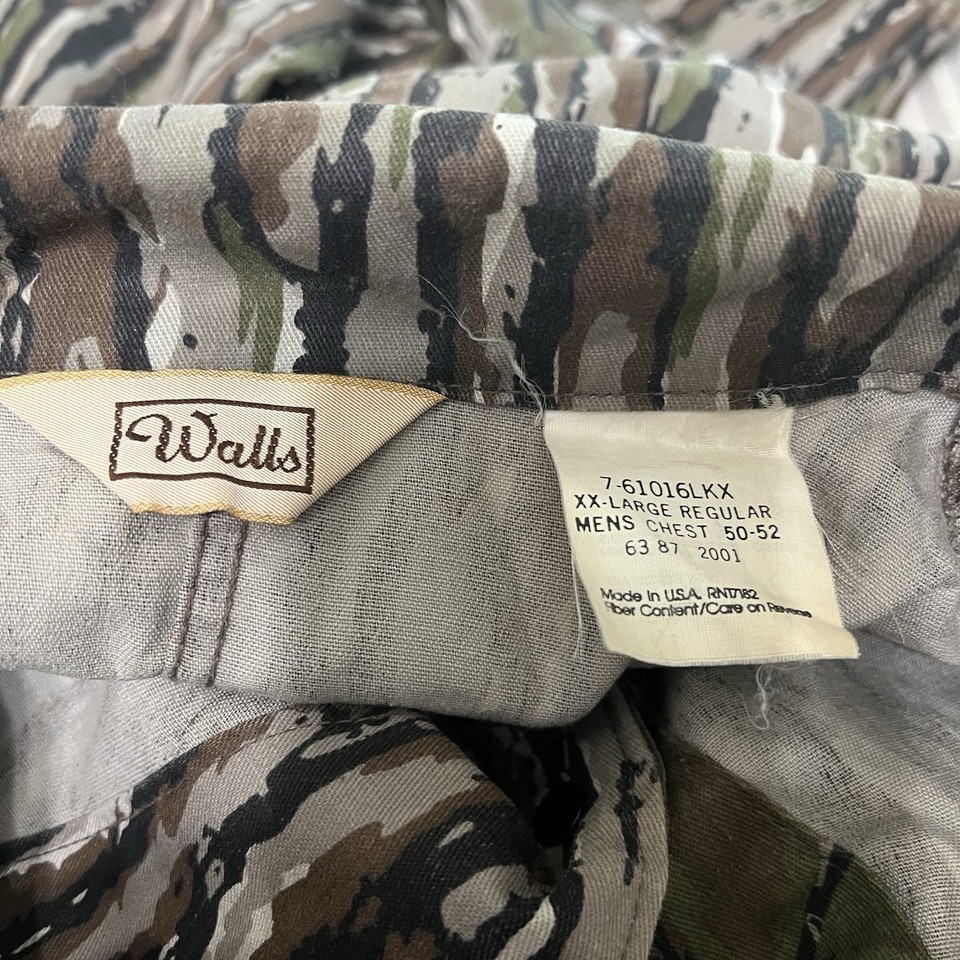 Walls
7-61016LKX
XX-LARGE REGULAR
MENS CHEST 50-52
63 87 2001
Made In U.S.A. RN17182
Fiber Content/Care on Reverse